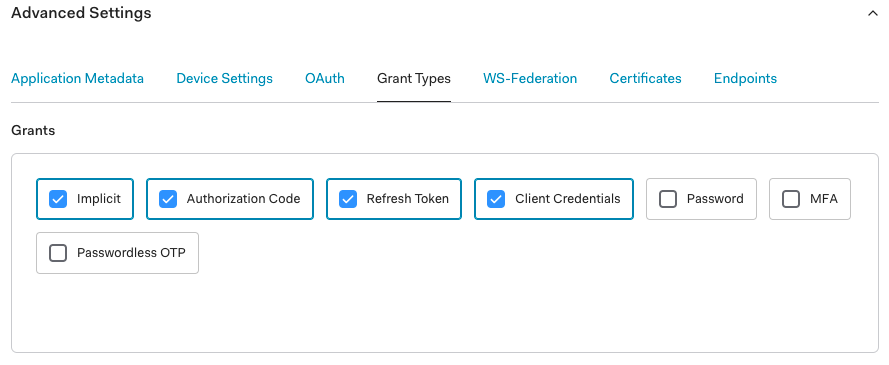 Advanced Settings
Application Metadata Device Settings OAuth Grant Types WS-Federation Certificates Endpoints
Grants
Implicit Authorization Code Refresh Token Client Credentials Password MFA
Passwordless OTP